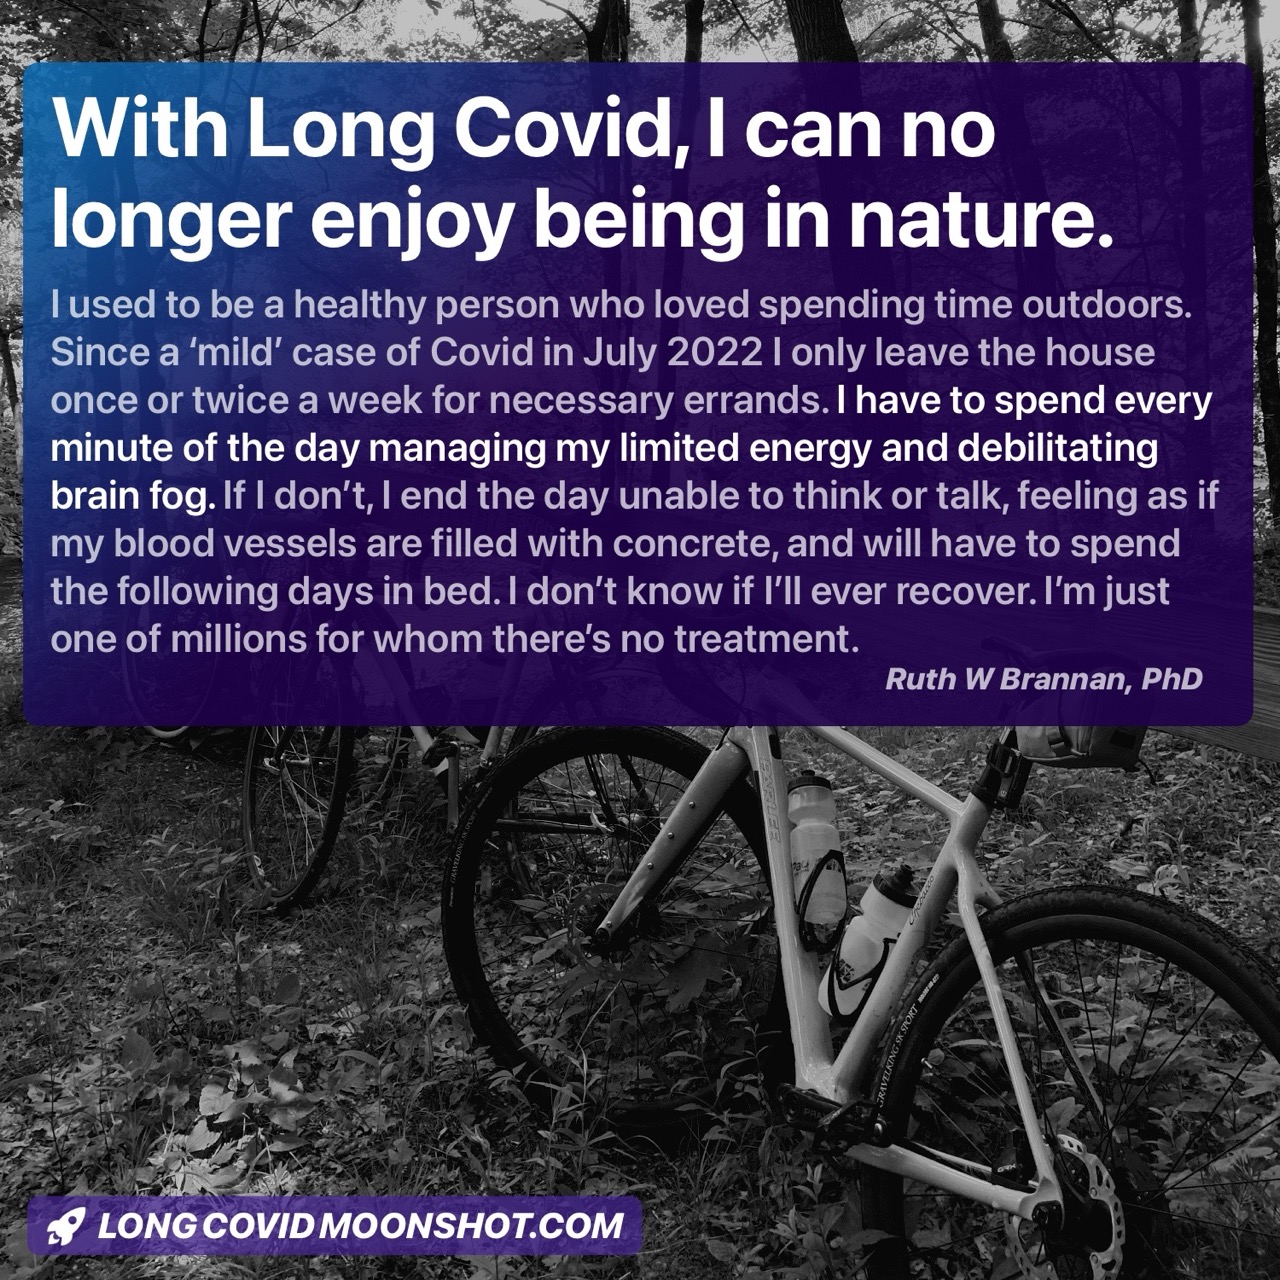 With Long Covid, I can no
longer enjoy being in nature.
I used to be a healthy person who loved spending time outdoors.
Since a ‘mild’ case of Covid in July 2022 I only leave the house
once or twice a week for necessary errands. I have to spend every
minute of the day managing my limited energy and debilitating
brain fog. If I don’t, I end the day unable to think or talk, feeling as if
my blood vessels are filled with concrete, and will have to spend
the following days in bed. I don’t know if I’ll ever recover. I’m just
one of millions for whom there’s no treatment.
Ruth W Brannan, PhD
GRAVELKING SK SPORT
LONG COVID MOONSHOT.COM